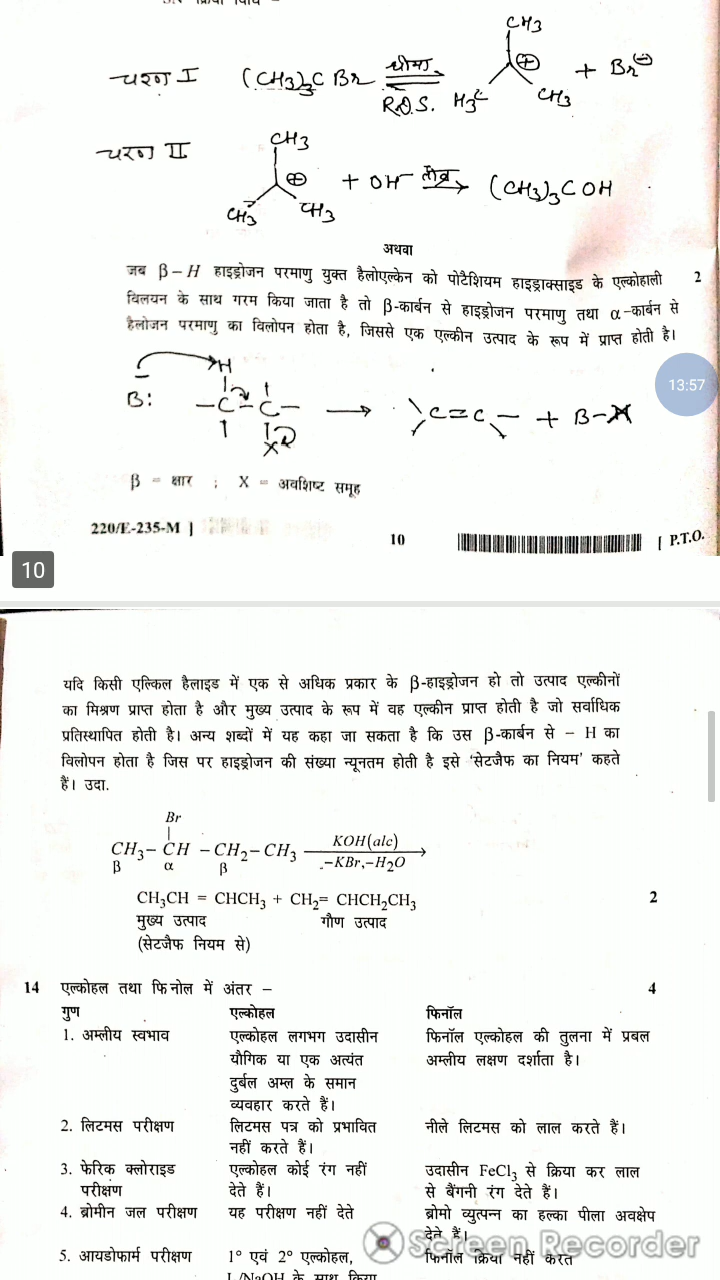 SN क्रिया विधि -
CH3
चरण I (CH3)3C Br धीमा + Br⊖
R.D.S. H3C ⊕ CH3
चरण II CH3
⊕ + OH⁻ तीव्र → (CH3)3COH
CH3 CH3
अथवा
जब β–H हाइड्रोजन परमाणु युक्त हैलोएल्केन को पोटैशियम हाइड्राक्साइड के एल्कोहाली 2
विलयन के साथ गरम किया जाता है तो β-कार्बन से हाइड्रोजन परमाणु तथा α-कार्बन से
हैलोजन परमाणु का विलोपन होता है, जिससे एक एल्कीन उत्पाद के रूप में प्राप्त होती है।
13:57
H
B: –C–C– → C=C + B–
X
β = क्षार ; X = अवशिष्ट समूह
220/E-235-M ]
10 [ P.T.O.
10
यदि किसी एल्किल हैलाइड में एक से अधिक प्रकार के β-हाइड्रोजन हो तो उत्पाद एल्कीनों
का मिश्रण प्राप्त होता है और मुख्य उत्पाद के रूप में वह एल्कीन प्राप्त होती है जो सर्वाधिक
प्रतिस्थापित होती है। अन्य शब्दों में यह कहा जा सकता है कि उस β-कार्बन से – H का
विलोपन होता है जिस पर हाइड्रोजन की संख्या न्यूनतम होती है इसे 'सेटजैफ का नियम' कहते
हैं। उदा.
Br
CH3– CH –CH2–CH3 KOH(alc) →
β α β –KBr,–H2O
CH3CH = CHCH3 + CH2= CHCH2CH3 2
मुख्य उत्पाद गौण उत्पाद
(सेटजैफ नियम से)
14 एल्कोहल तथा फिनोल में अंतर – 4
गुण एल्कोहल फिनॉल
1. अम्लीय स्वभाव एल्कोहल लगभग उदासीन फिनॉल एल्कोहल की तुलना में प्रबल
यौगिक या एक अत्यंत अम्लीय लक्षण दर्शाता है।
दुर्बल अम्ल के समान
व्यवहार करते हैं।
2. लिटमस परीक्षण लिटमस पत्र को प्रभावित नीले लिटमस को लाल करते हैं।
नहीं करते हैं।
3. फेरिक क्लोराइड एल्कोहल कोई रंग नहीं उदासीन FeCl3 से क्रिया कर लाल
परीक्षण देते हैं। से बैंगनी रंग देते हैं।
4. ब्रोमीन जल परीक्षण यह परीक्षण नहीं देते ब्रोमो व्युत्पन्न का हल्का पीला अवक्षेप
देते हैं।
Screen Recorder
5. आयडोफार्म परीक्षण 1° एवं 2° एल्कोहल, फिनॉल क्रिया नहीं करते
I2/NaOH के साथ क्रिया